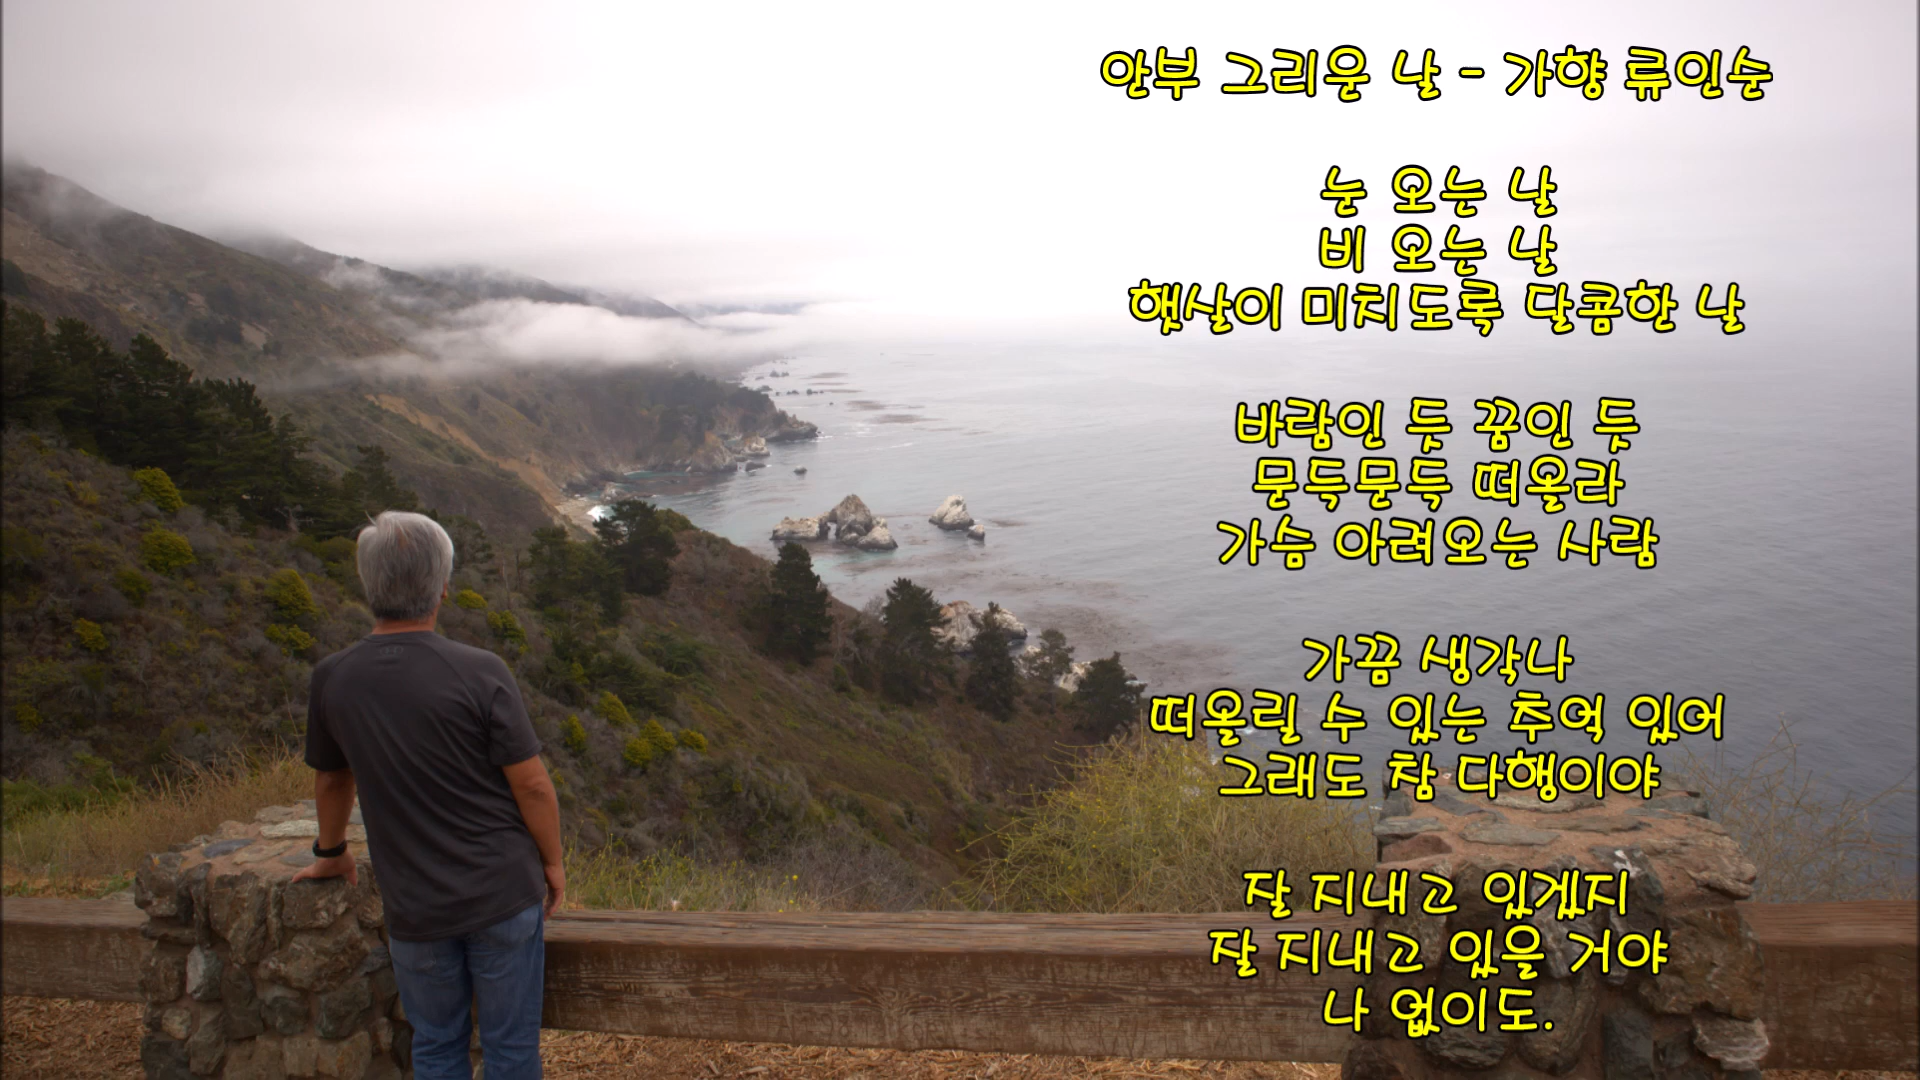 안부 그리운 날 - 가향 류인순
눈 오는 날
비 오는 날
햇살이 미치도록 달콤한 날
바람인 듯 꿈인 듯
문득문득 떠올라
가슴 아려오는 사람
가끔 생각나
떠올릴 수 있는 추억 있어
그래도 참 다행이야
잘 지내고 있겠지
잘 지내고 있을 거야
나 없이도.